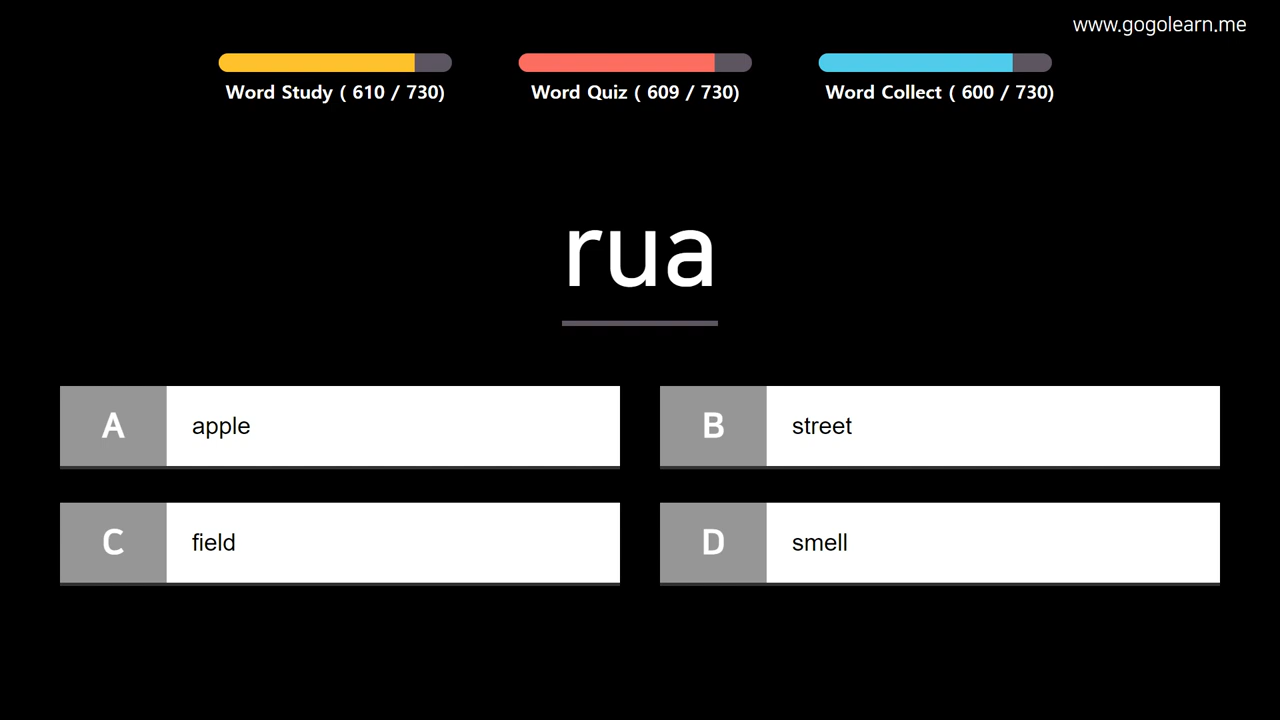 www.gogolearn.me
Word Study ( 610 / 730)
Word Quiz ( 609 / 730)
Word Collect ( 600 / 730)
rua
A apple
B street
C field
D smell